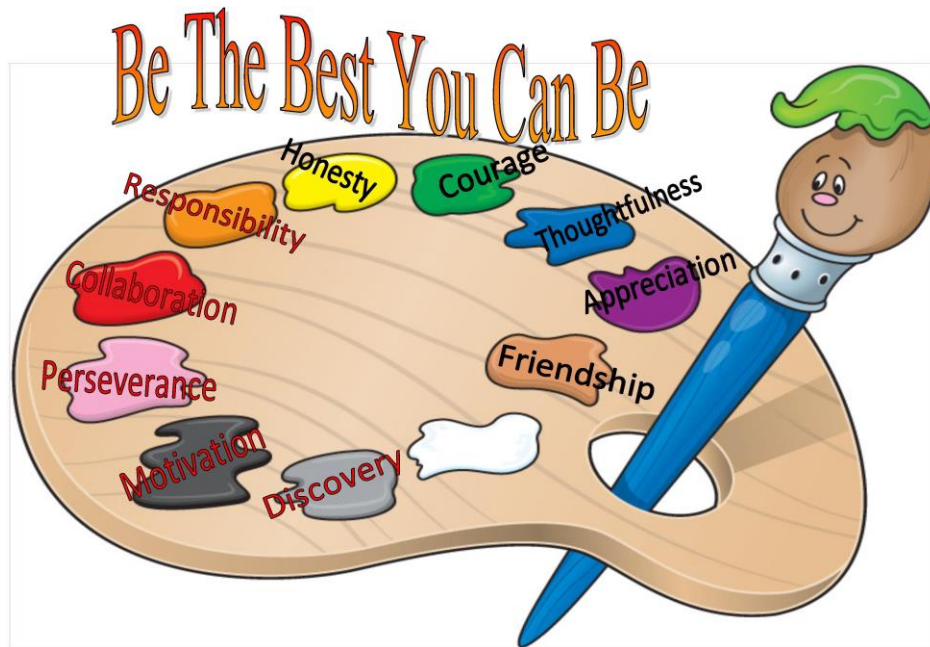 Be The Best You Can Be
Honesty
Courage
Responsibility
Thoughtfulness
Collaboration
Appreciation
Perseverance
Friendship
Motivation
Discovery